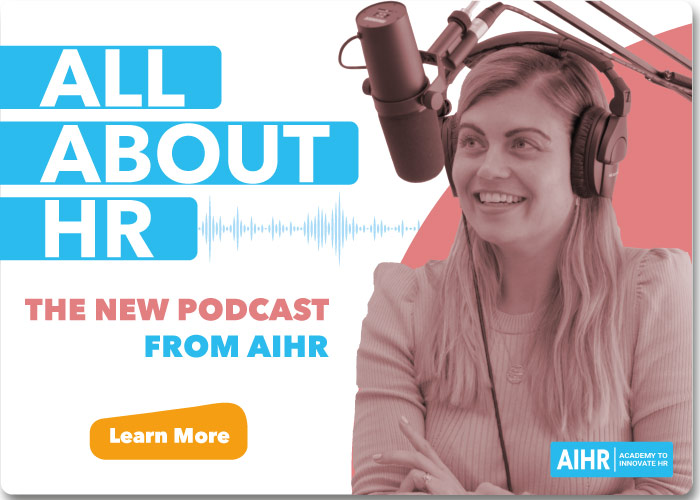 ALL
ABOUT
HR
THE NEW PODCAST
FROM AIHR
Learn More
AIHR
ACADEMY TO
INNOVATE HR